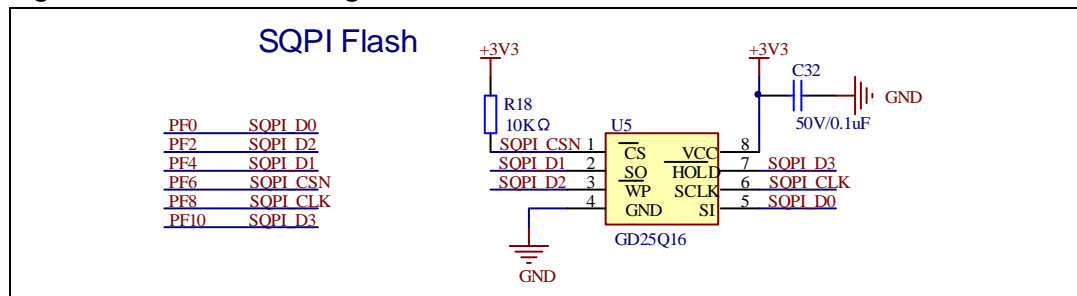 SQPI Flash
+3V3
+3V3
C32
GND
50V/0.1uF
R18
10KΩ
U5
PF0 SQPI_D0
PF2 SQPI_D2
PF4 SQPI_D1
PF6 SQPI_CSN
PF8 SQPI_CLK
PF10 SQPI_D3
SQPI_CSN 1 CS VCC 8
SQPI_D1 2 SO HOLD 7 SQPI_D3
SQPI_D2 3 WP SCLK 6 SQPI_CLK
4 GND SI 5 SQPI_D0
GD25Q16
GND